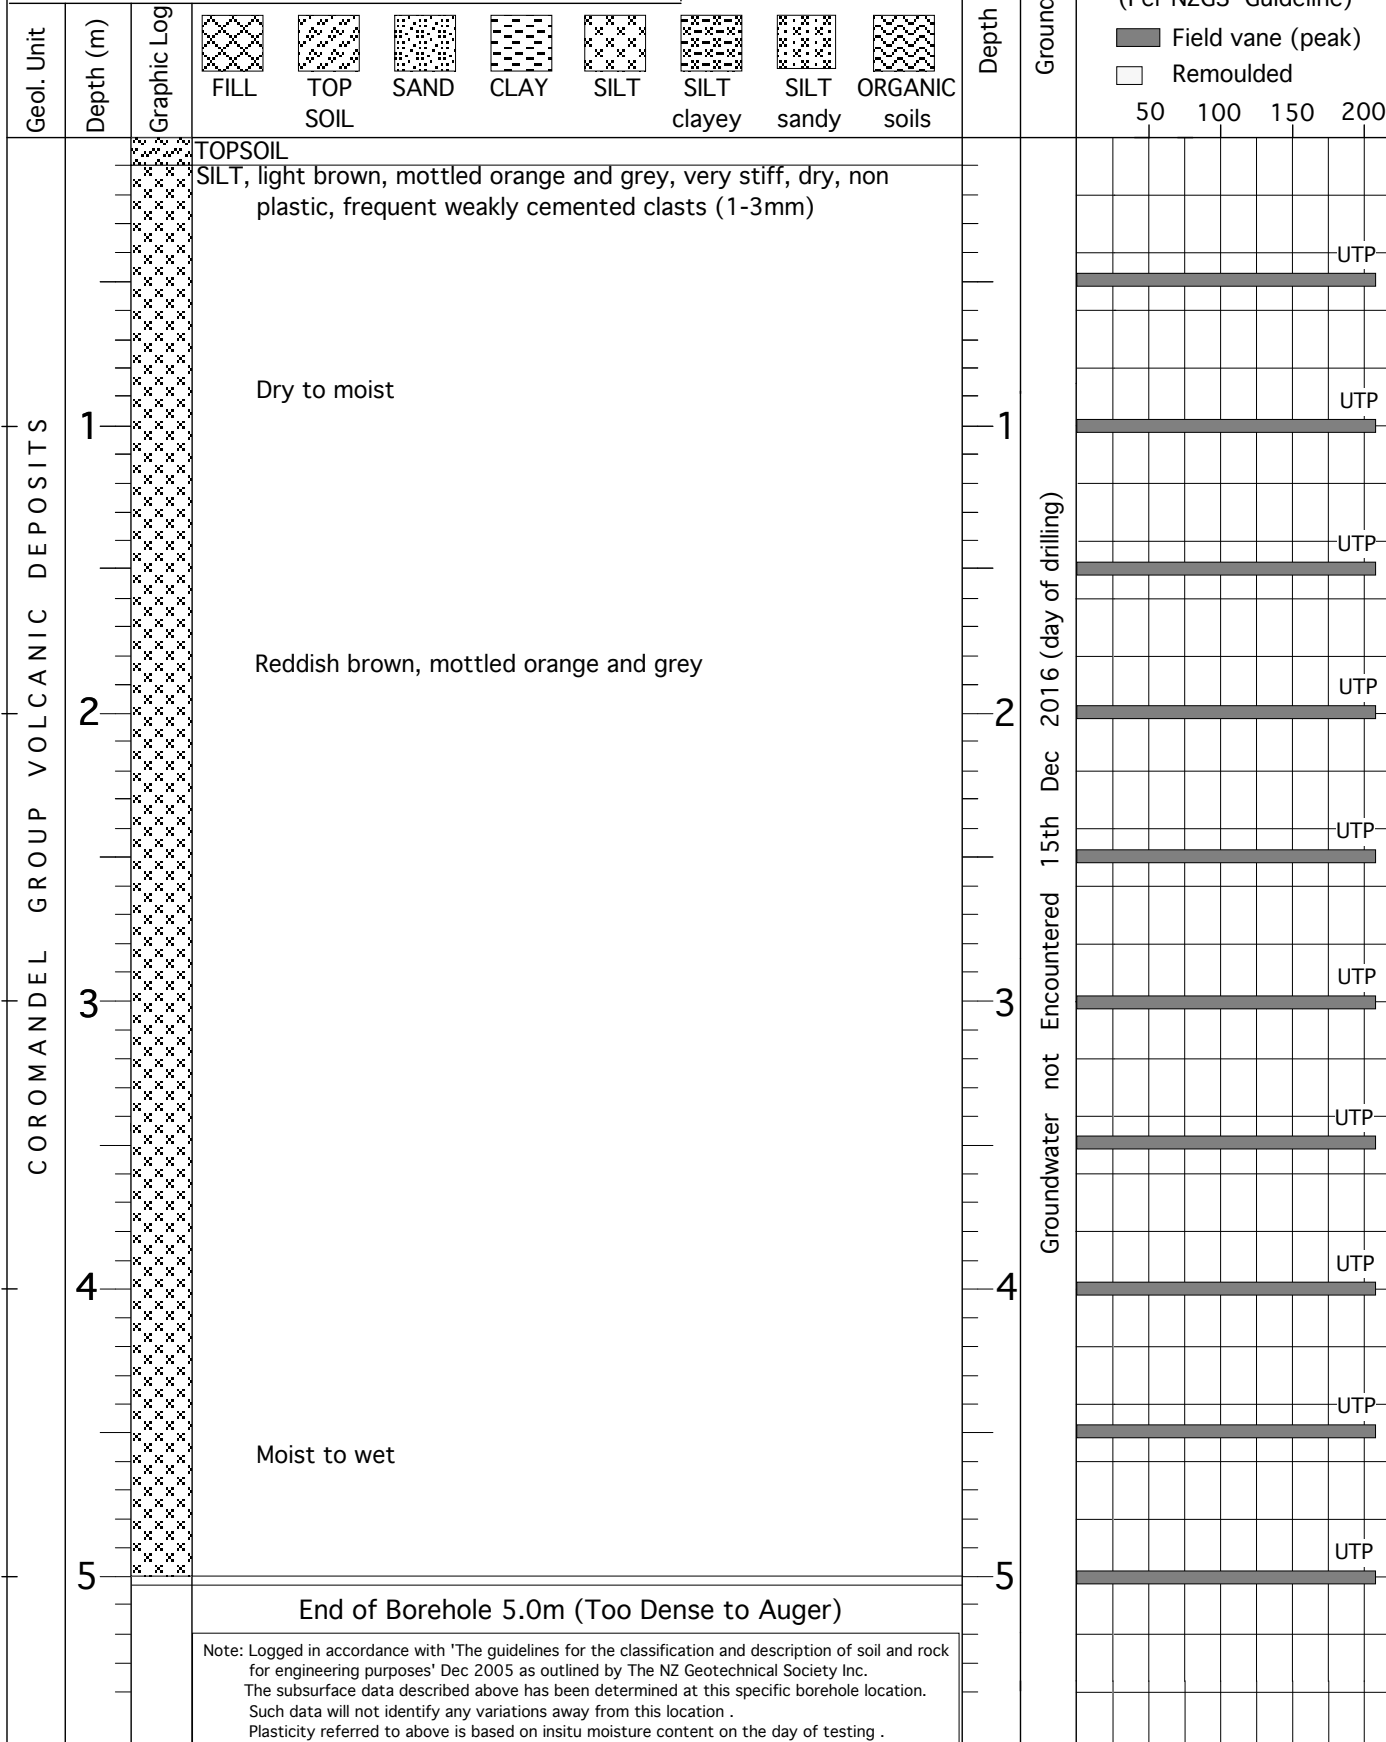 (Per NZGS Guideline)
Field vane (peak)
Remoulded
50 100 150 200
Geol. Unit
Depth (m)
Graphic Log
FILL
TOP
SOIL
SAND
CLAY
SILT
SILT
clayey
SILT
sandy
ORGANIC
soils
Depth
TOPSOIL
SILT, light brown, mottled orange and grey, very stiff, dry, non
plastic, frequent weakly cemented clasts (1-3mm)
UTP
Dry to moist
UTP
1
1
UTP
Reddish brown, mottled orange and grey
UTP
2
2
UTP
UTP
3
3
UTP
UTP
4
4
UTP
Moist to wet
UTP
5
5
COROMANDEL GROUP VOLCANIC DEPOSITS
Groundwater not Encountered 15th Dec 2016 (day of drilling)
End of Borehole 5.0m (Too Dense to Auger)
Note: Logged in accordance with 'The guidelines for the classification and description of soil and rock
for engineering purposes' Dec 2005 as outlined by The NZ Geotechnical Society Inc.
The subsurface data described above has been determined at this specific borehole location.
Such data will not identify any variations away from this location .
Plasticity referred to above is based on insitu moisture content on the day of testing .